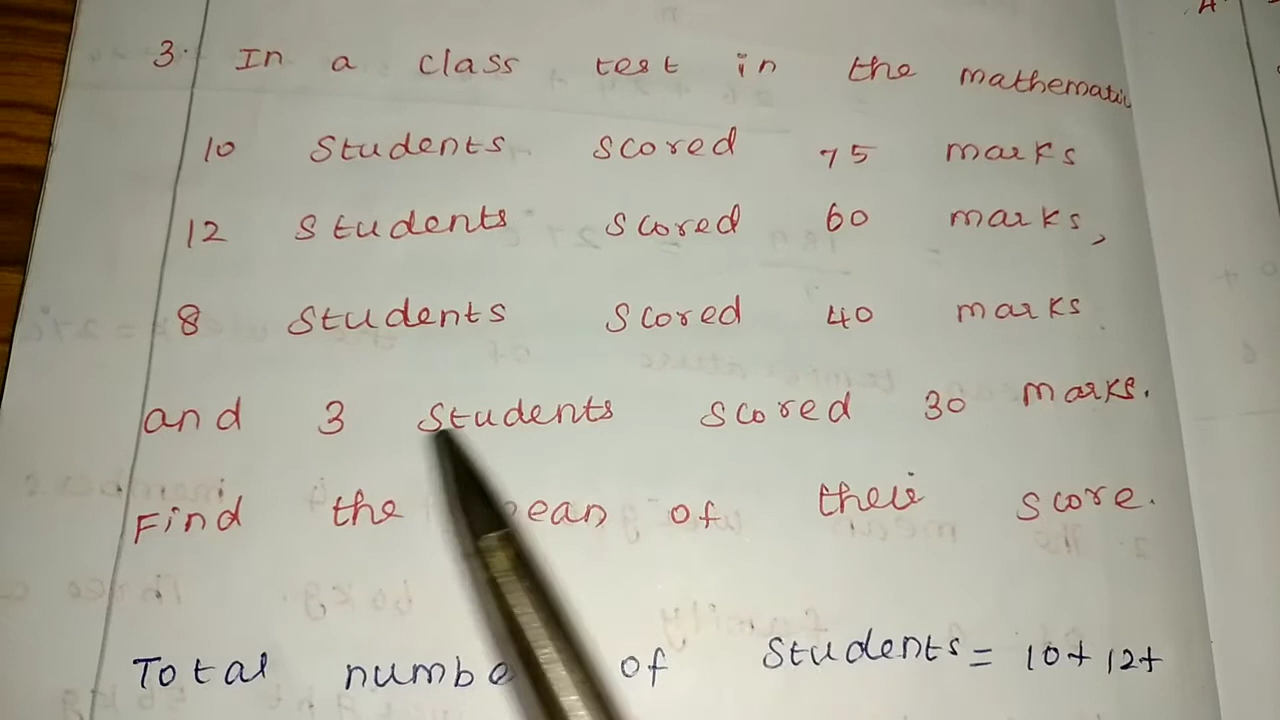 3. In a class test in the mathematic
10 students scored 75 marks
12 students scored 60 marks,
8 students scored 40 marks
and 3 students scored 30 marks.
Find the of their score.
Total of students = 10+12+